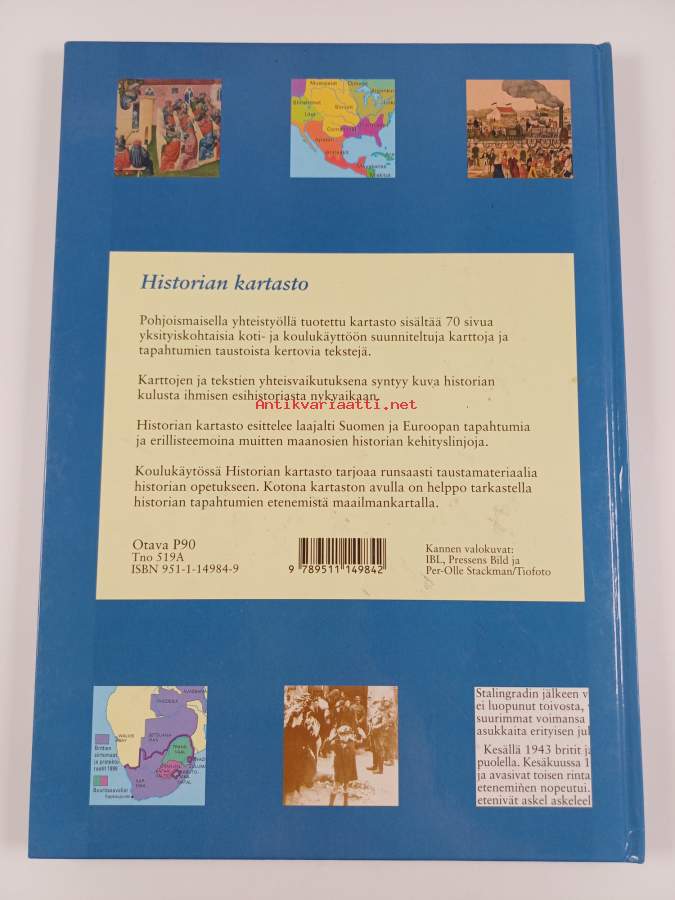 Historian kartasto
Pohjoismaisella yhteistyöllä tuotettu kartasto sisältää 70 sivua
yksityiskohtaisia koti- ja koulukäyttöön suunniteltuja karttoja ja
tapahtumien taustoista kertovia tekstejä.
Karttojen ja tekstien yhteisvaikutuksena syntyy kuva historian
kulusta ihmisen esihistoriasta nykyaikaan.
Antikvariaatti.net
Historian kartasto esittelee laajalti Suomen ja Euroopan tapahtumia
ja erillisteemoina muitten maanosien historian kehityslinjoja.
Koulukäytössä Historian kartasto tarjoaa runsaasti taustamateriaalia
historian opetukseen. Kotona kartaston avulla on helppo tarkastella
historian tapahtumien etenemistä maailmankartalla.
Otava P90
Tno 519A
ISBN 951-1-14984-9
9 789511 149842
Kannen valokuvat:
IBL, Pressens Bild ja
Per-Olle Stackman/Tiofoto
Stalingradin jälkeen v
ei luopunut toivosta,
suurimmat voimansa
asukkaita erityisen jul
Kesällä 1943 britit ja
puolella. Kesäkuussa 1
ja avasivat toisen rinta
eteneminen nopeutui.
etenivät askel askeleel